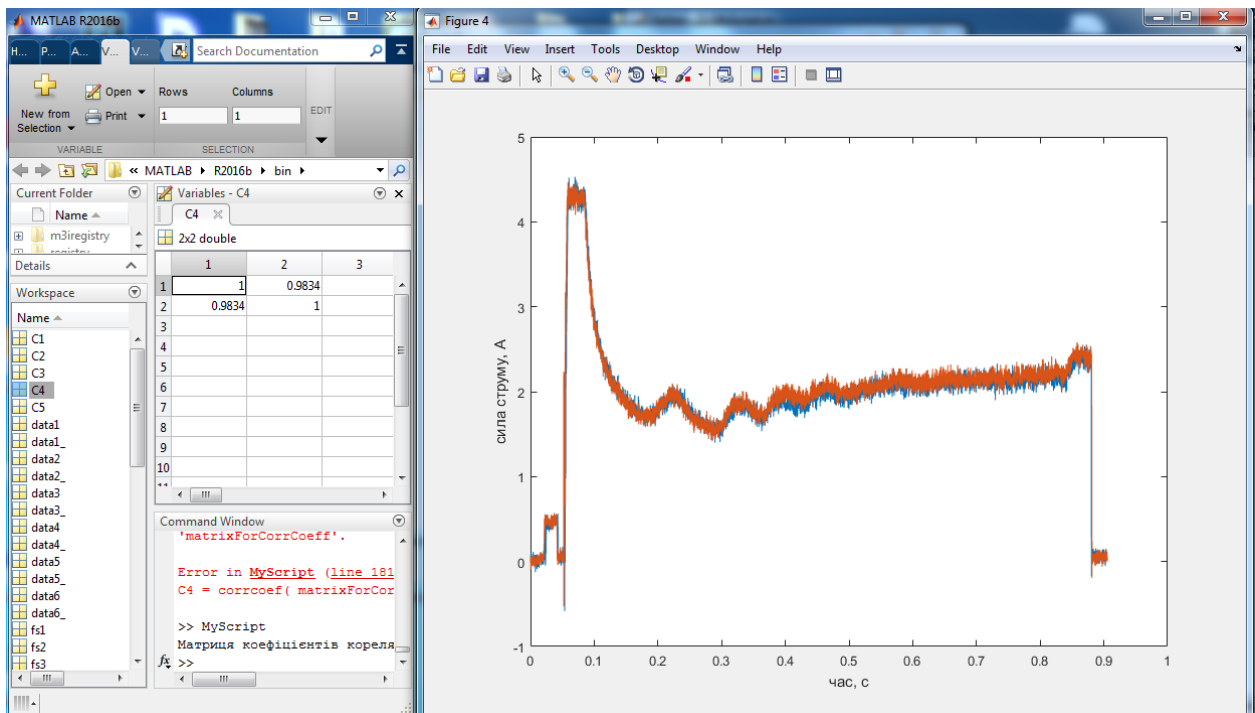 MATLAB R2016b
H... P... A... V... V...
Search Documentation
New from
Selection
Open
Print
Rows Columns
1 1
EDIT
VARIABLE SELECTION
« MATLAB R2016b bin
Current Folder
Name
m3iregistry
registry
Details
Workspace
Name
C1
C2
C3
C4
C5
data1
data1_
data2
data2_
data3
data3_
data4
data4_
data5
data5_
data6
data6_
fs1
fs2
fs3
Variables - C4
C4
2x2 double
1 2 3
1 1 0.9834
2 0.9834 1
3
4
5
6
7
8
9
10
11
Command Window
'matrixForCorrCoeff'.
Error in MyScript (line 181
C4 = corrcoef( matrixForCor
>> MyScript
Матриця коефіцієнтів кореля
fx >>
Figure 4
File Edit View Insert Tools Desktop Window Help
5
4
3
2
1
0
-1
сила струму, А
0 0.1 0.2 0.3 0.4 0.5 0.6 0.7 0.8 0.9 1
час, с